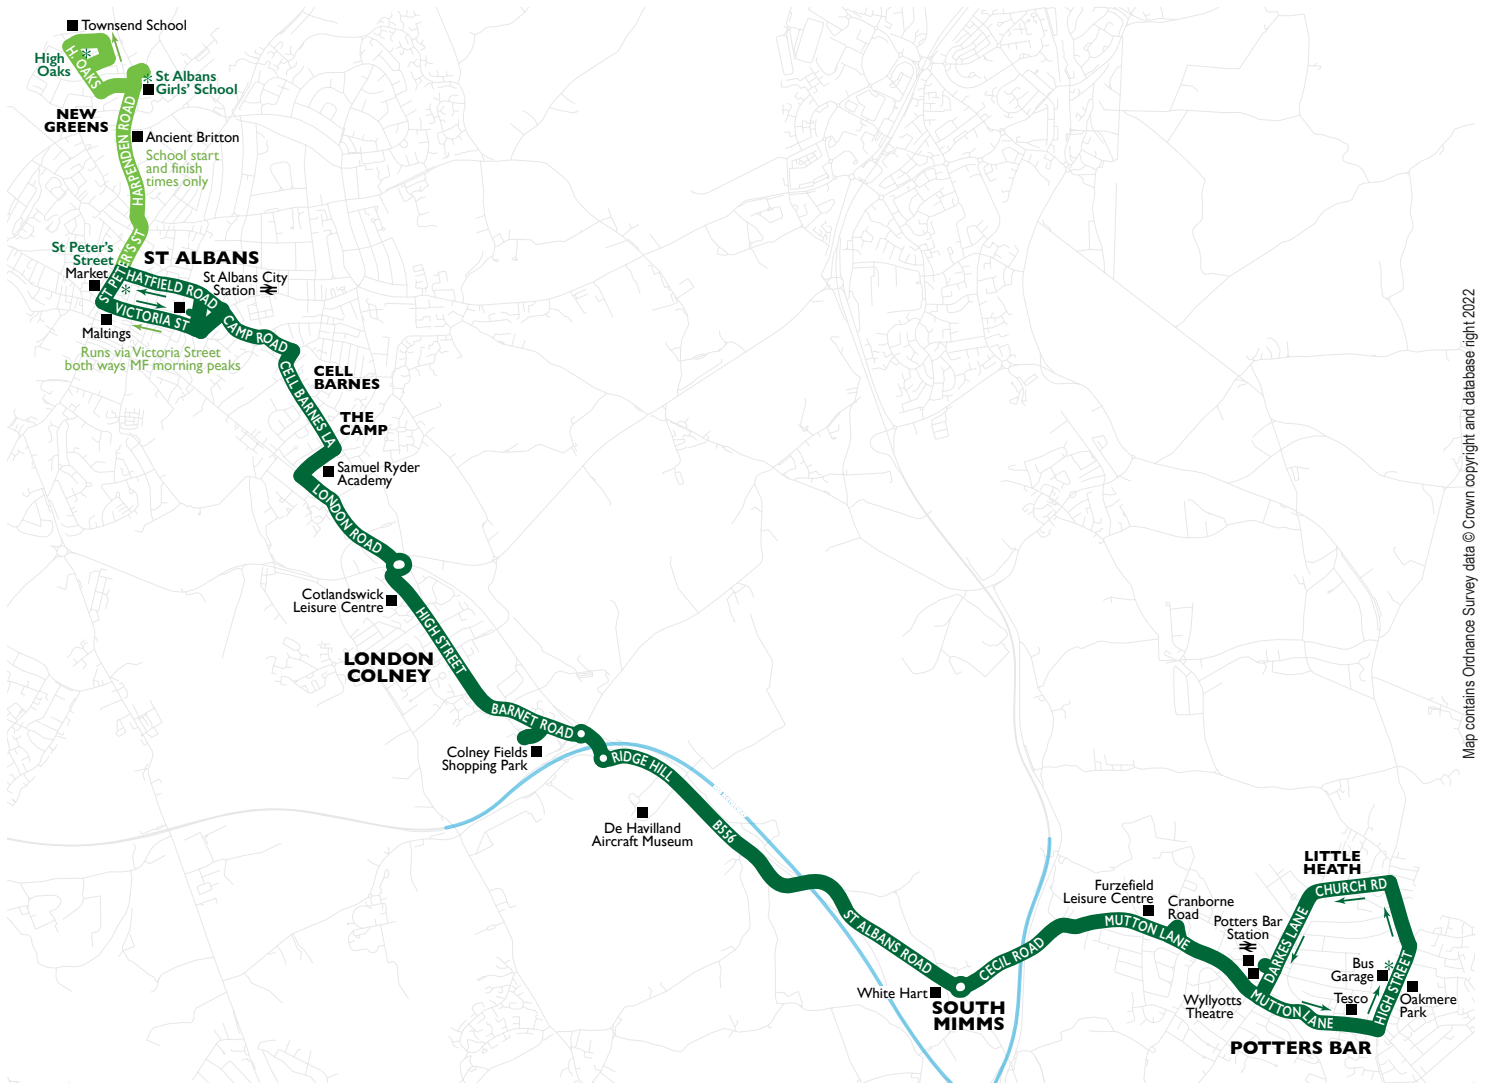 Townsend School
High
Oaks
H. OAKS
St Albans
Girls' School
NEW
GREENS
HARPENDEN ROAD
Ancient Britton
School start
and finish
times only
St Peter's
Street
Market
ST PETER'S ST
ST ALBANS
St Albans City
Station
HATFIELD ROAD
VICTORIA ST
Maltings
CAMP ROAD
Runs via Victoria Street
both ways MF morning peaks
CELL
BARNES
CELL BARNES LA
THE
CAMP
Samuel Ryder
Academy
LONDON ROAD
Cotlandswick
Leisure Centre
HIGH STREET
LONDON
COLNEY
BARNET ROAD
Colney Fields
Shopping Park
RIDGE HILL
De Havilland
Aircraft Museum
B556
ST ALBANS ROAD
White Hart
SOUTH
MIMMS
CECIL ROAD
Furzefield
Leisure Centre
MUTTON LANE
Cranborne
Road
Potters Bar
Station
LITTLE
HEATH
CHURCH RD
DARKES LANE
Bus
Garage
HIGH STREET
Tesco
Oakmere
Park
Wyllyotts
Theatre
MUTTON LANE
POTTERS BAR
Map contains Ordnance Survey data © Crown copyright and database right 2022